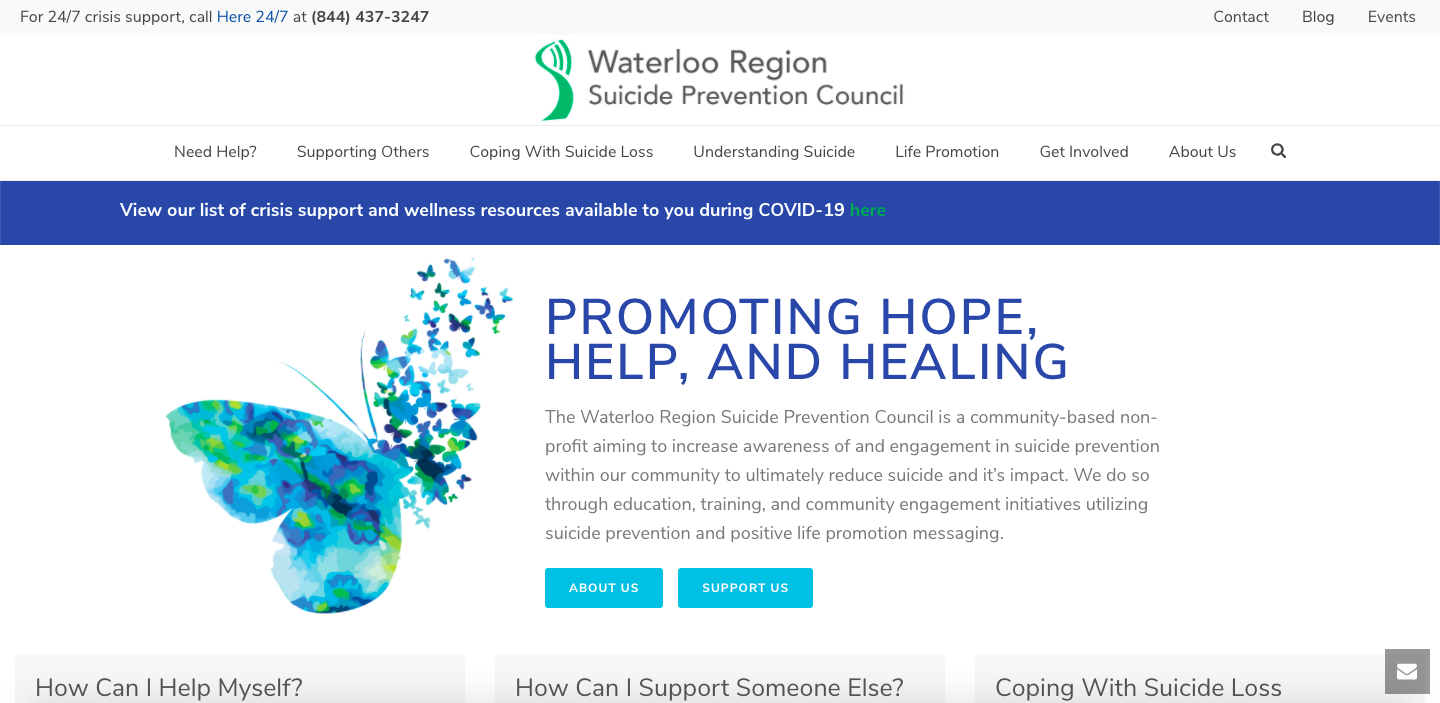 For 24/7 crisis support, call Here 24/7 at (844) 437-3247
Contact Blog Events
Waterloo Region
Suicide Prevention Council
Need Help? Supporting Others Coping With Suicide Loss Understanding Suicide Life Promotion Get Involved About Us
View our list of crisis support and wellness resources available to you during COVID-19 here
PROMOTING HOPE,
HELP, AND HEALING
The Waterloo Region Suicide Prevention Council is a community-based non-
profit aiming to increase awareness of and engagement in suicide prevention
within our community to ultimately reduce suicide and it's impact. We do so
through education, training, and community engagement initiatives utilizing
suicide prevention and positive life promotion messaging.
ABOUT US SUPPORT US
How Can I Help Myself? How Can I Support Someone Else? Coping With Suicide Loss